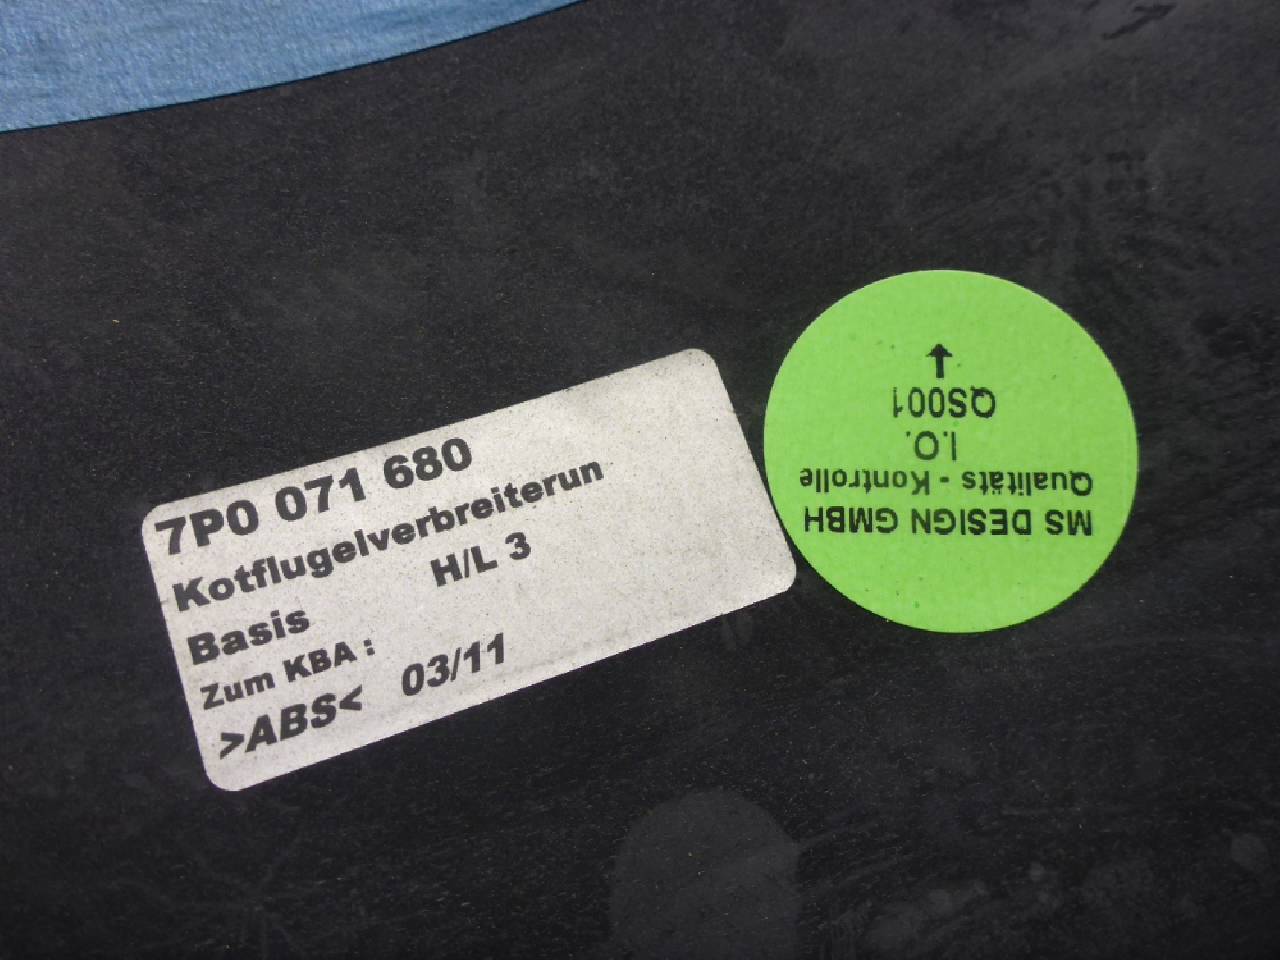 7P0 071 680
Kotflugelverbreiterun
H/L 3
Basis
Zum KBA :
>ABS< 03/11
MS DESIGN GMBH
Qualitäts - Kontrolle
I.O.
QS001